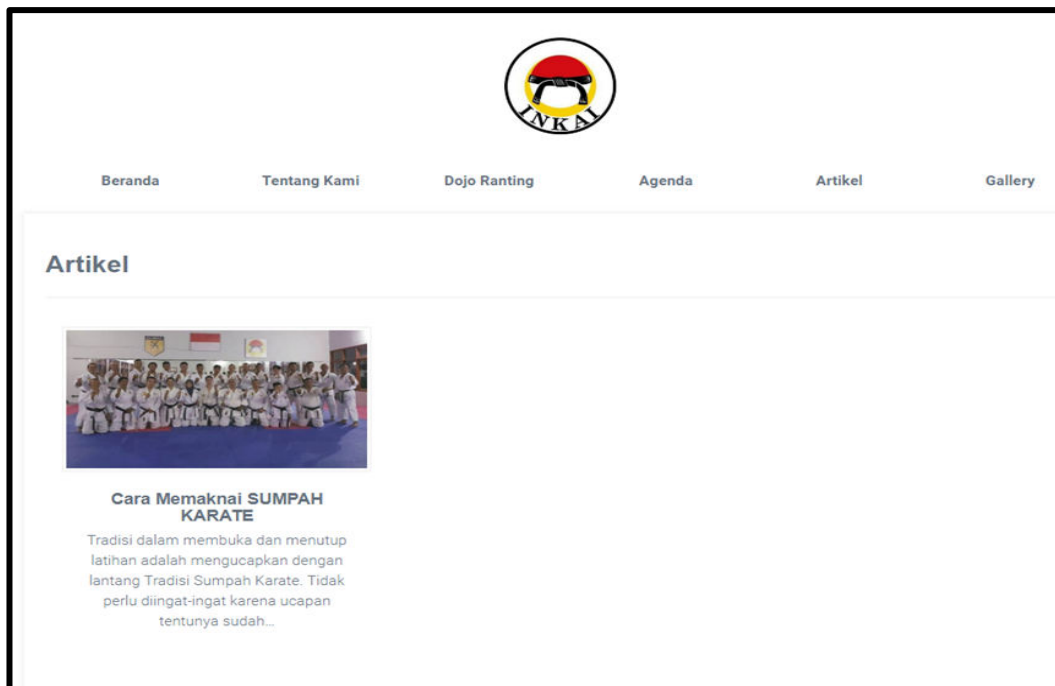 INKAI
Beranda Tentang Kami Dojo Ranting Agenda Artikel Gallery
Artikel
Cara Memaknai SUMPAH
KARATE
Tradisi dalam membuka dan menutup
latihan adalah mengucapkan dengan
lantang Tradisi Sumpah Karate. Tidak
perlu diingat-ingat karena ucapan
tentunya sudah...